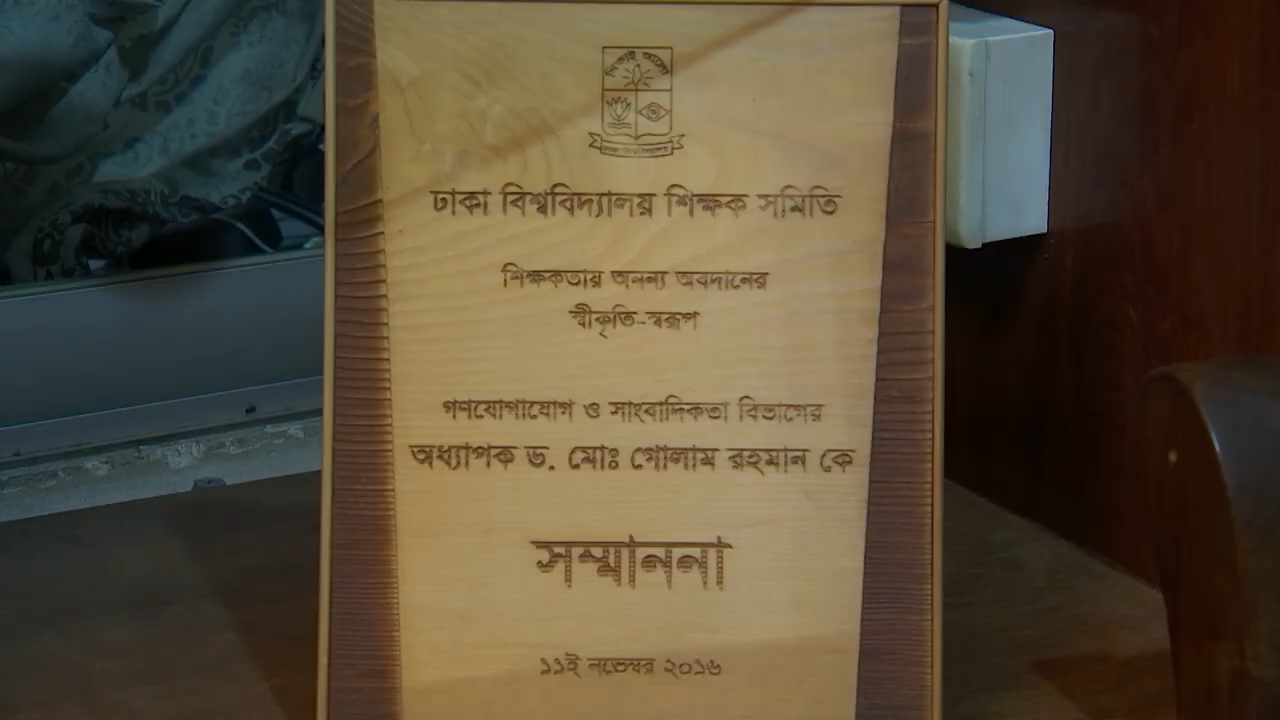 শিক্ষাই আলো
ঢাকা বিশ্ববিদ্যালয় শিক্ষক সমিতি
শিক্ষকতায় অনন্য অবদানের
স্বীকৃতি-স্বরূপ
গণযোগাযোগ ও সাংবাদিকতা বিভাগের
অধ্যাপক ড. মোঃ গোলাম রহমান কে
সম্মাননা
১১ই নভেম্বর ২০১৬